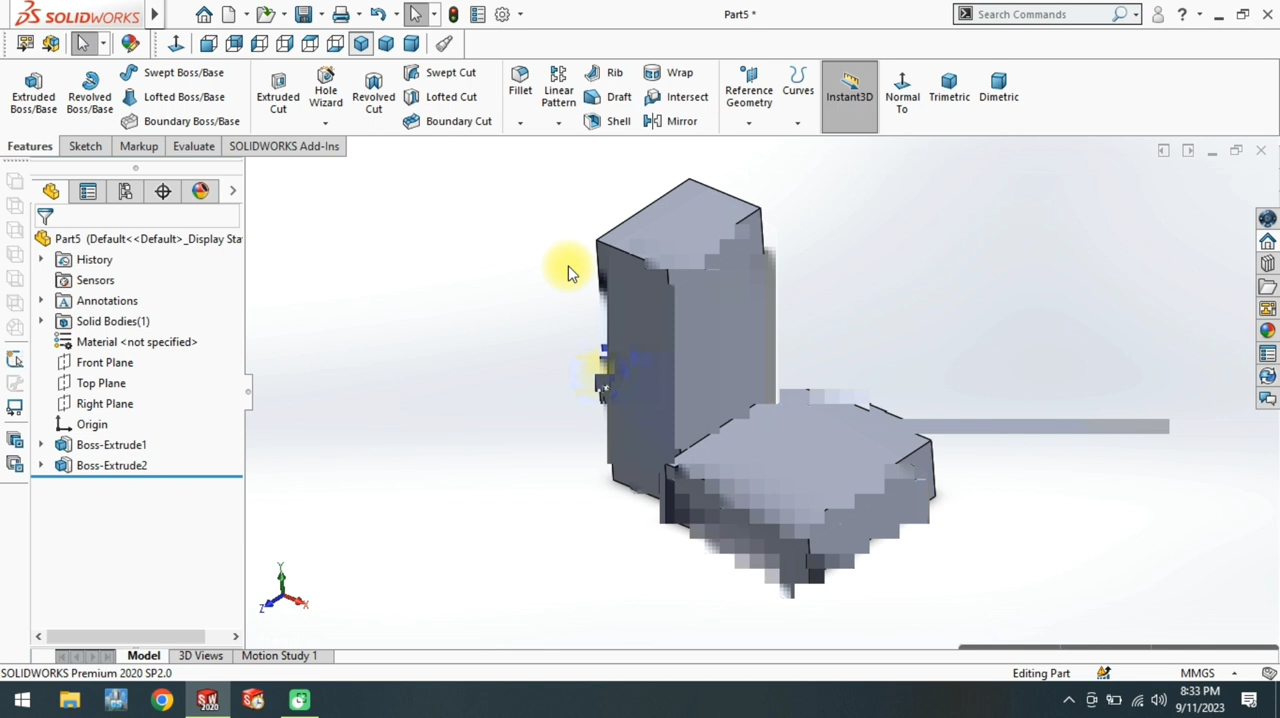 SOLIDWORKS
Part5 *
Search Commands
?
Extruded Boss/Base
Revolved Boss/Base
Swept Boss/Base
Lofted Boss/Base
Boundary Boss/Base
Extruded Cut
Hole Wizard
Revolved Cut
Swept Cut
Lofted Cut
Boundary Cut
Fillet
Linear Pattern
Rib
Draft
Shell
Wrap
Intersect
Mirror
Reference Geometry
Curves
Instant3D
Normal To
Trimetric
Dimetric
Features
Sketch
Markup
Evaluate
SOLIDWORKS Add-Ins
Part5 (Default<<Default>_Display Sta
History
Sensors
Annotations
Solid Bodies(1)
Material <not specified>
Front Plane
Top Plane
Right Plane
Origin
Boss-Extrude1
Boss-Extrude2
Y
Z
X
Model
3D Views
Motion Study 1
SOLIDWORKS Premium 2020 SP2.0
Editing Part
MMGS
SW
2020
8:33 PM
9/11/2023